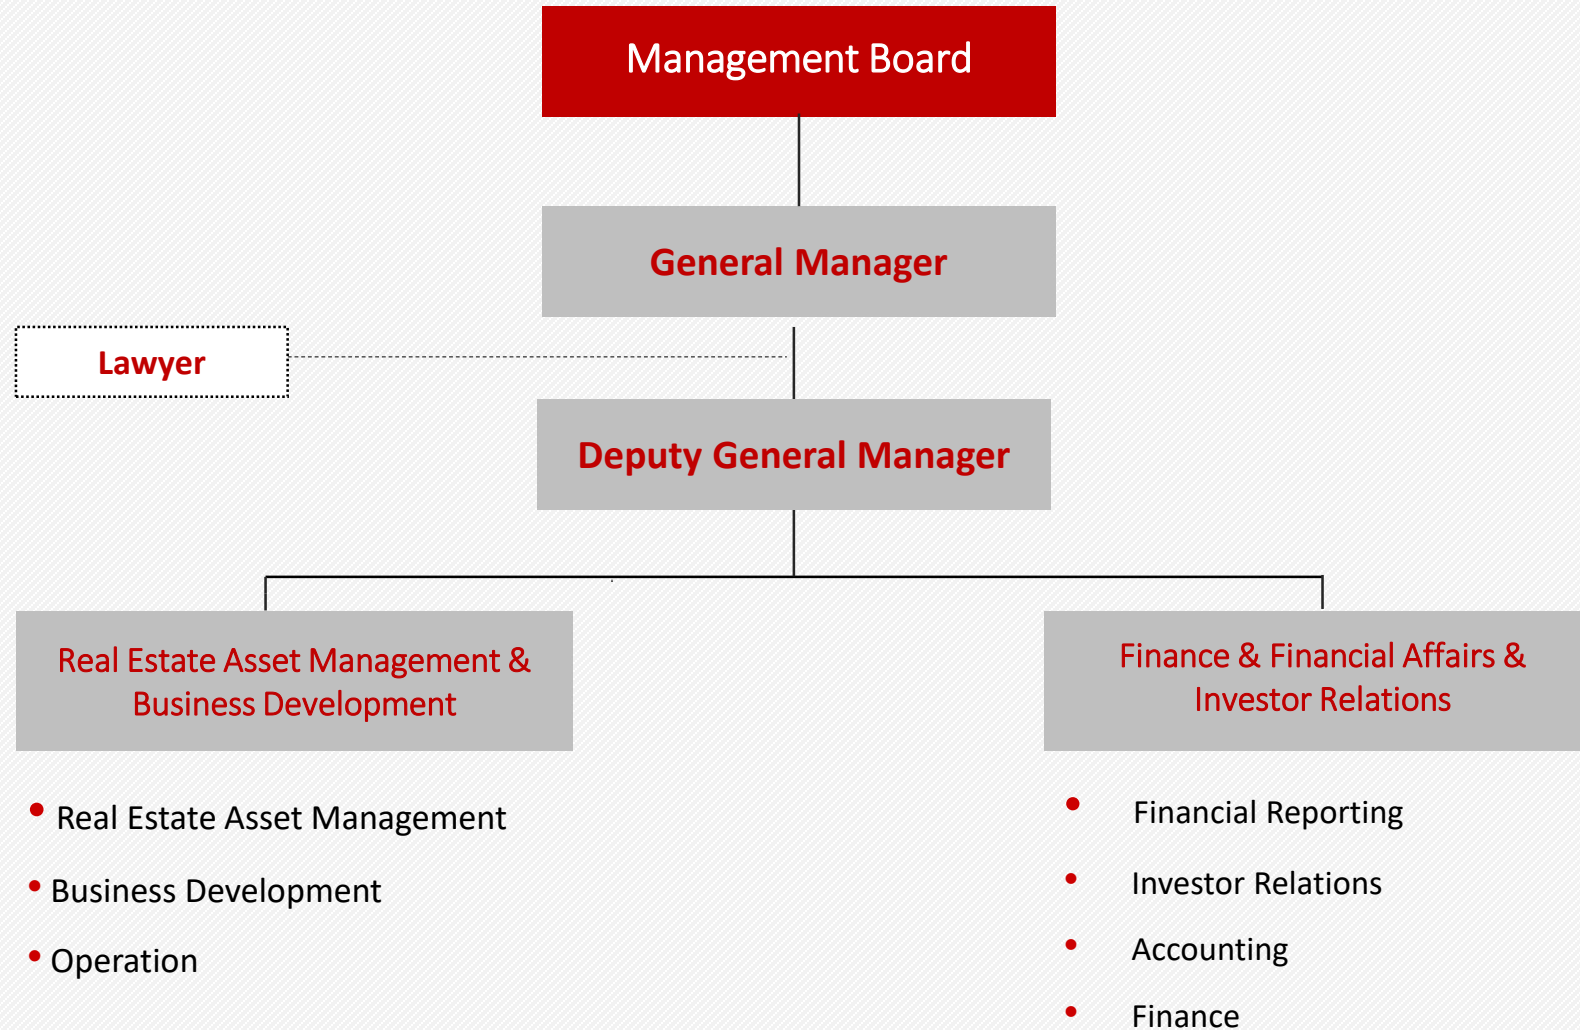 Management Board
General Manager
Lawyer
Deputy General Manager
Real Estate Asset Management &
Business Development
Finance & Financial Affairs &
Investor Relations
• Real Estate Asset Management
• Business Development
• Operation
• Financial Reporting
• Investor Relations
• Accounting
• Finance